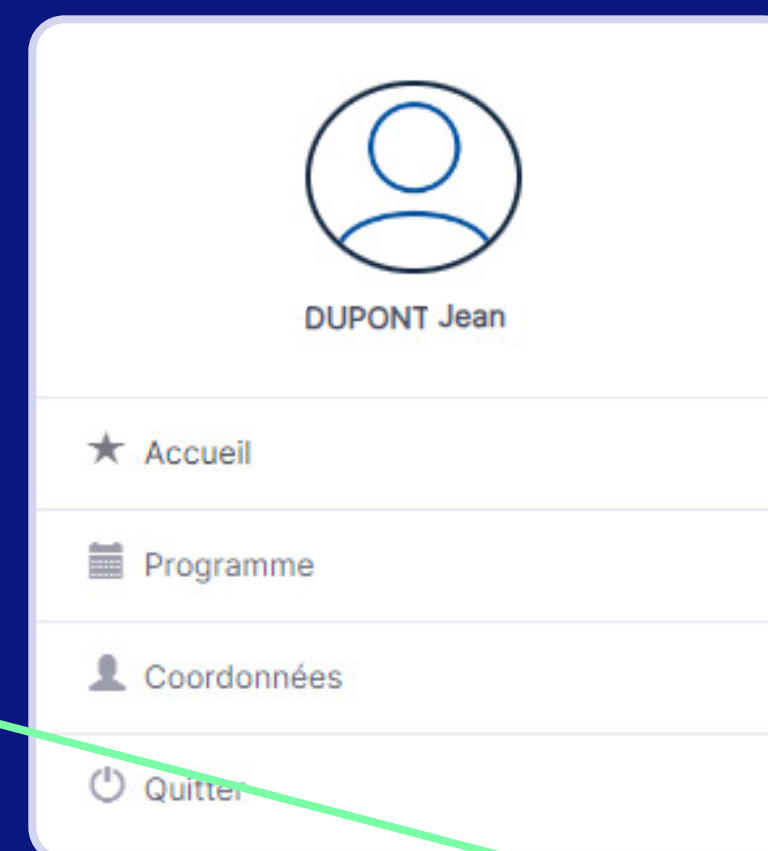 DUPONT Jean
Accueil
Programme
Coordonnées
Quitter